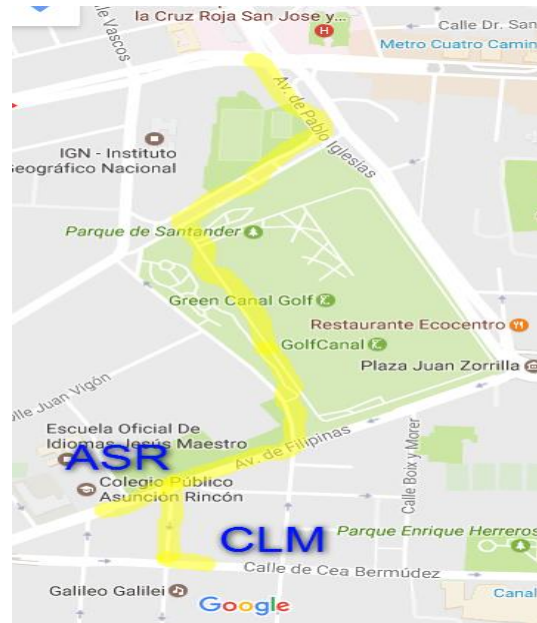 la Cruz Roja San Jose y...
Calle Dr. San
lle Vascos
H
Metro Cuatro Camin
Av. de Pablo Iglesias
IGN - Instituto
eográfico Nacional
Parque de Santander
Green Canal Golf
Restaurante Ecocentro
GolfCanal
Plaza Juan Zorrilla
lle Juan Vigón
Escuela Oficial De
Idiomas Jesús Maestro
ASR
Av. de Filipinas
Calle Boix y Morer
Colegio Público
Asunción Rincón
CLM
Parque Enrique Herreros
Calle de Cea Bermúdez
Galileo Galilei
Canal
Google